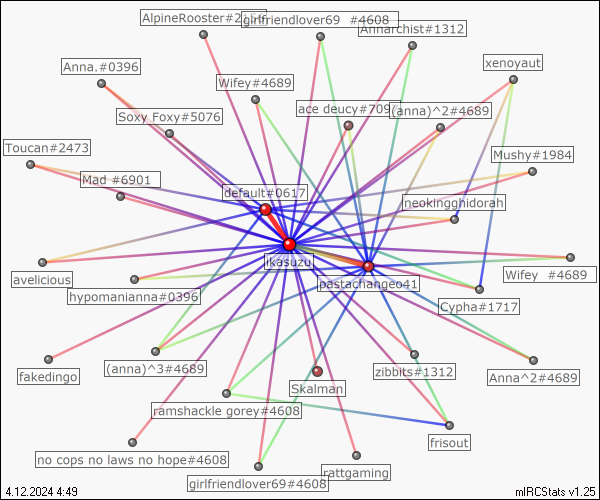 AlpineRooster#2
girlfriendlover69 #4608
Annarchist#1312
xenoyaut
Anna.#0396
Wifey#4689
ace deucy#709
(anna)^2#4689
Soxy Foxy#5076
Toucan#2473
Mushy#1984
Mad #6901
default#0617
neoklingghidorah
ikasuzu
pastachangeo41
Wifey #4689
avelicious
hypomanianna#0396
Cypha#1717
fakedingo
(anna)^3#4689
Skalman
zibbits#1312
Anna^2#4689
ramshackle gorey#4608
frisout
no cops no laws no hope#4608
rattgaming
girlfriendlover69#4608
4.12.2024 4:49
mIRCStats v1.25